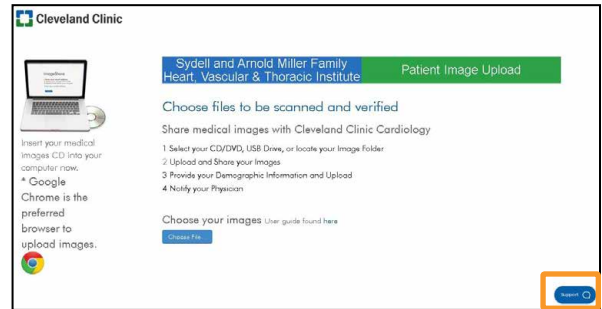 Cleveland Clinic
Sydell and Arnold Miller Family
Heart, Vascular & Thoracic Institute
Patient Image Upload
Choose files to be scanned and verified
Share medical images with Cleveland Clinic Cardiology
1 Select your CD/DVD, USB Drive, or locate your Image Folder
2 Upload and Share your Images
3 Provide your Demographic Information and Upload
4 Notify your Physician
Choose your images User guide found here
Choose File...
Insert your medical
images CD into your
computer now.
* Google
Chrome is the
preferred
browser to
upload images.
Support